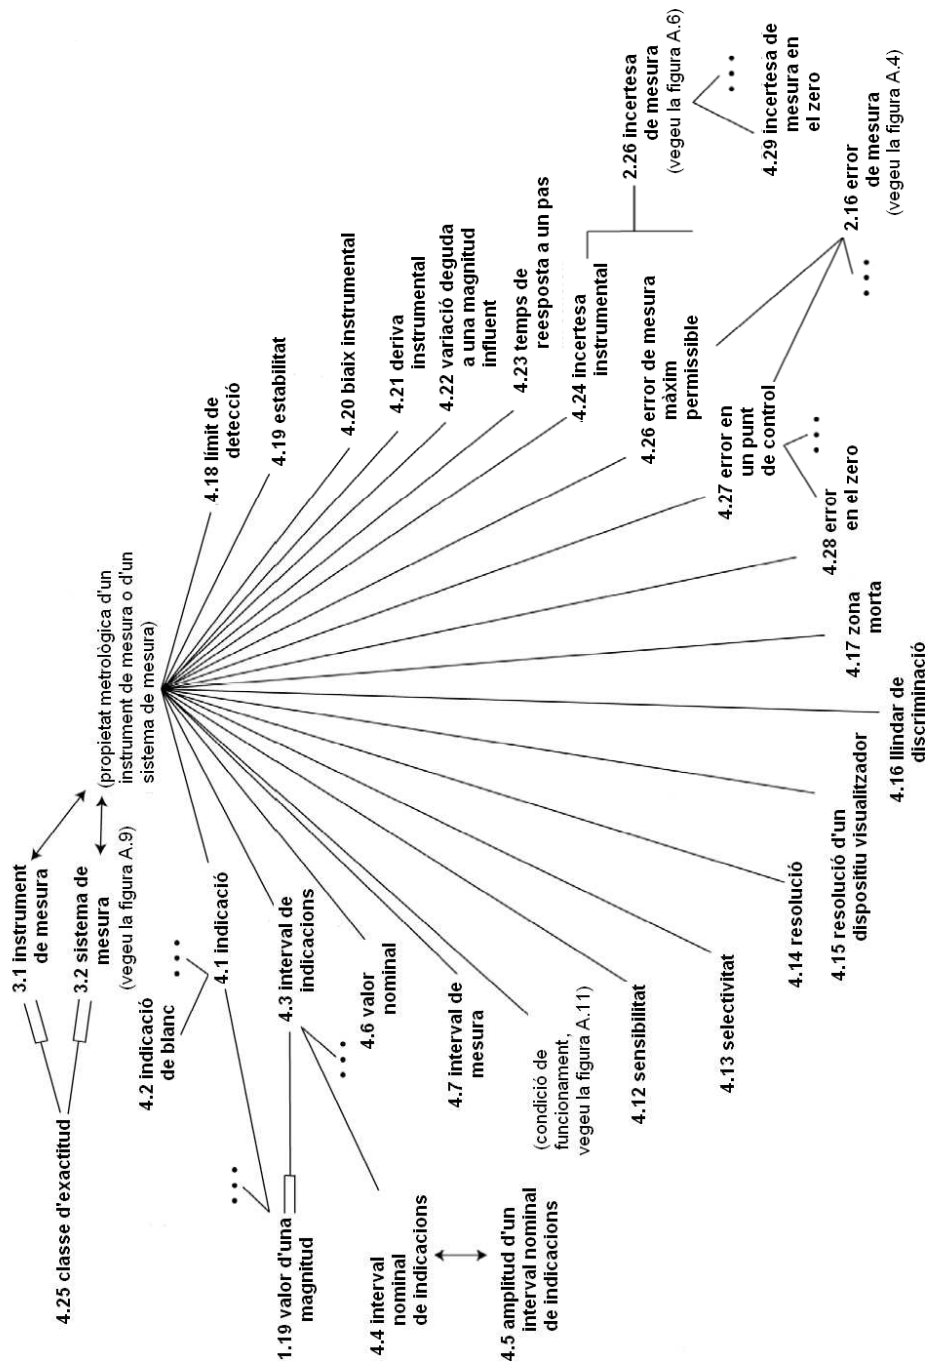 4.25 classe d'exactitud
3.1 instrument
de mesura
3.2 sistema de
mesura
(vegeu la figura A.9)
(propietat metrològica d'un
instrument de mesura o d'un
sistema de mesura)
4.2 indicació
de blanc
...
4.1 indicació
...
1.19 valor d'una
magnitud
4.3 interval de
indicacions
...
4.4 interval
nominal
de indicacions
4.5 amplitud d'un
interval nominal
de indicacions
4.6 valor
nominal
4.7 interval de
mesura
(condició de
funcionament,
vegeu la figura A.11)
4.12 sensibilitat
4.13 selectivitat
4.14 resolució
4.15 resolució d'un
dispositiu visualitzador
4.16 llindar de
discriminació
4.17 zona
morta
4.28 error
en el zero
...
4.27 error en
un punt
de control
4.26 error de mesura
màxim
permissible
2.16 error
de mesura
(vegeu la figura A.4)
...
4.24 incertesa
instrumental
2.26 incertesa
de mesura
(vegeu la figura A.6)
...
4.29 incertesa de
mesura en
el zero
4.23 temps de
reesposta a un pas
4.22 variació deguda
a una magnitud
influent
4.21 deriva
instrumental
4.20 biaix instrumental
4.19 estabilitat
4.18 límit de
detecció